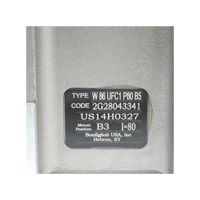 TYPE W 86 UFC1 P80 B5
CODE 2G28043341
US14H0327
Mount Position B3 I=80
Bonfiglioli USA, Inc
Hebron, KY